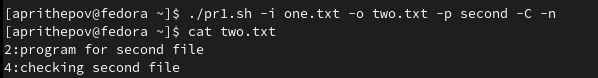 [aprithepov@fedora ~]$ ./pr1.sh -i one.txt -o two.txt -p second -C -n
[aprithepov@fedora ~]$ cat two.txt
2:program for second file
4:checking second file